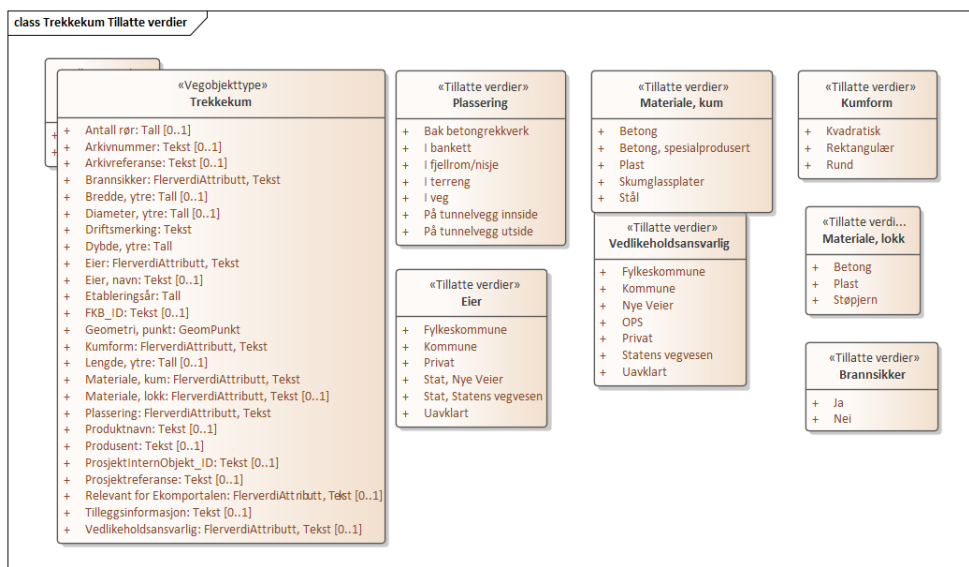 class Trekkekum Tillatte verdier
«Vegobjekttype»
Trekkekum
+ Antall rør: Tall [0..1]
+ Arkivnummer: Tekst [0..1]
+ Arkivreferanse: Tekst [0..1]
+ Brannsikker: FlerverdiAttributt, Tekst
+ Bredde, ytre: Tall [0..1]
+ Diameter, ytre: Tall [0..1]
+ Driftsmerking: Tekst
+ Dybde, ytre: Tall
+ Eier: FlerverdiAttributt, Tekst
+ Eier, navn: Tekst [0..1]
+ Etableringsår: Tall
+ FKB_ID: Tekst [0..1]
+ Geometri, punkt: GeomPunkt
+ Kumform: FlerverdiAttributt, Tekst
+ Lengde, ytre: Tall [0..1]
+ Materiale, kum: FlerverdiAttributt, Tekst
+ Materiale, lokk: FlerverdiAttributt, Tekst [0..1]
+ Plassering: FlerverdiAttributt, Tekst
+ Produktnavn: Tekst [0..1]
+ Produsent: Tekst [0..1]
+ ProsjektInternObjekt_ID: Tekst [0..1]
+ Prosjektreferanse: Tekst [0..1]
+ Relevant for Ekomportalen: FlerverdiAttributt, Tekst [0..1]
+ Tilleggsinformasjon: Tekst [0..1]
+ Vedlikeholdsansvarlig: FlerverdiAttributt, Tekst [0..1]
«Tillatte verdier»
Plassering
+ Bak betongrekkverk
+ I bankett
+ I fjellrom/nisje
+ I terreng
+ I veg
+ På tunnelvegg innside
+ På tunnelvegg utside
«Tillatte verdier»
Eier
+ Fylkeskommune
+ Kommune
+ Privat
+ Stat, Nye Veier
+ Stat, Statens vegvesen
+ Uavklart
«Tillatte verdier»
Materiale, kum
+ Betong
+ Betong, spesialprodusert
+ Plast
+ Skumglassplater
+ Stål
«Tillatte verdier»
Vedlikeholdsansvarlig
+ Fylkeskommune
+ Kommune
+ Nye Veier
+ OPS
+ Privat
+ Statens vegvesen
+ Uavklart
«Tillatte verdier»
Kumform
+ Kvadratisk
+ Rektangulær
+ Rund
«Tillatte verdi...
Materiale, lokk
+ Betong
+ Plast
+ Støpjern
«Tillatte verdier»
Brannsikker
+ Ja
+ Nei